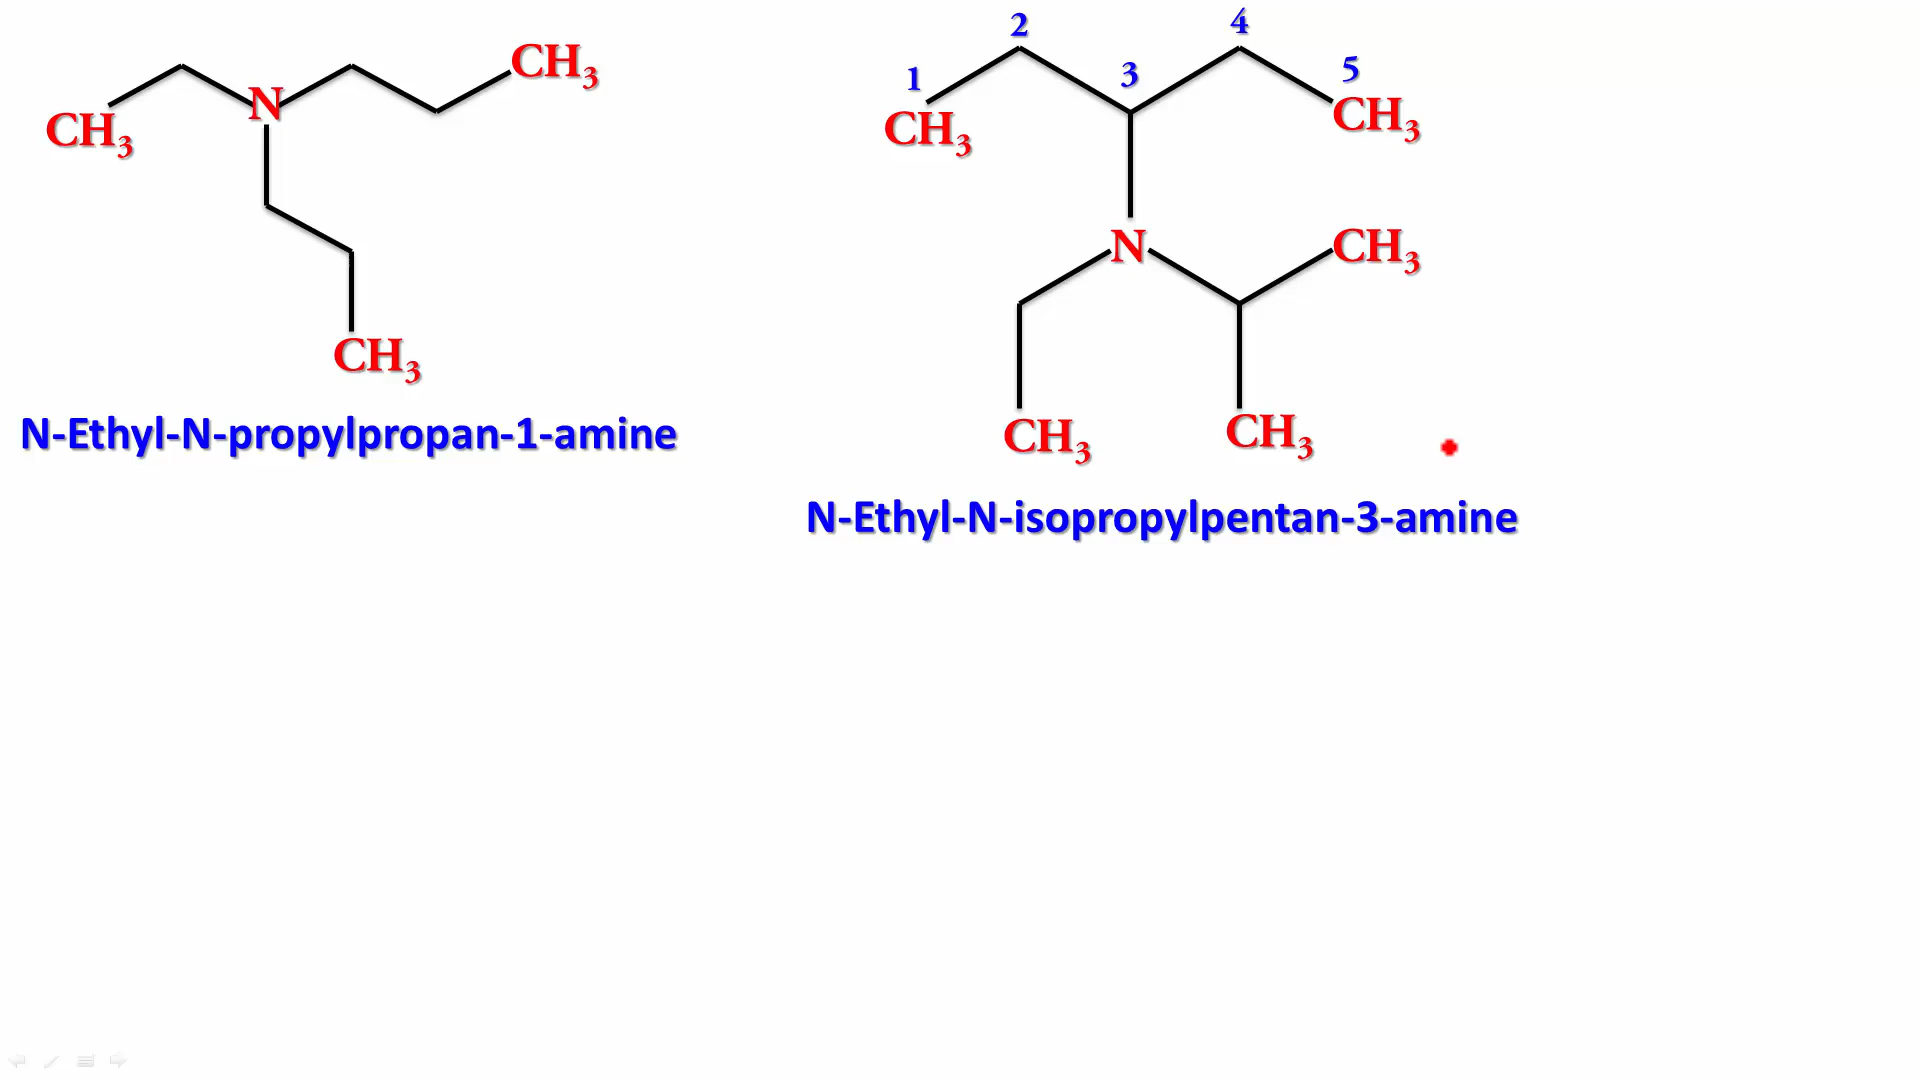 CH₃
N
CH₃
CH₃
N-Ethyl-N-propylpropan-1-amine
1
2
3
4
5
CH₃
CH₃
N
CH₃
CH₃
CH₃
N-Ethyl-N-isopropylpentan-3-amine